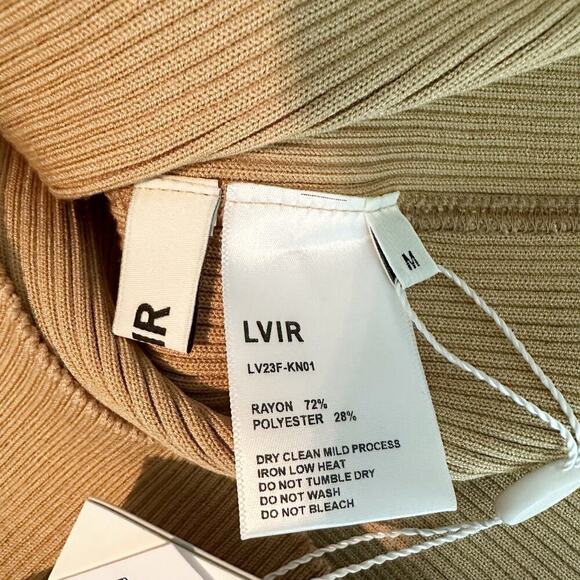 IR
LVIR
LV23F-KN01
RAYON 72%
POLYESTER 28%
DRY CLEAN MILD PROCESS
IRON LOW HEAT
DO NOT TUMBLE DRY
DO NOT WASH
DO NOT BLEACH
M